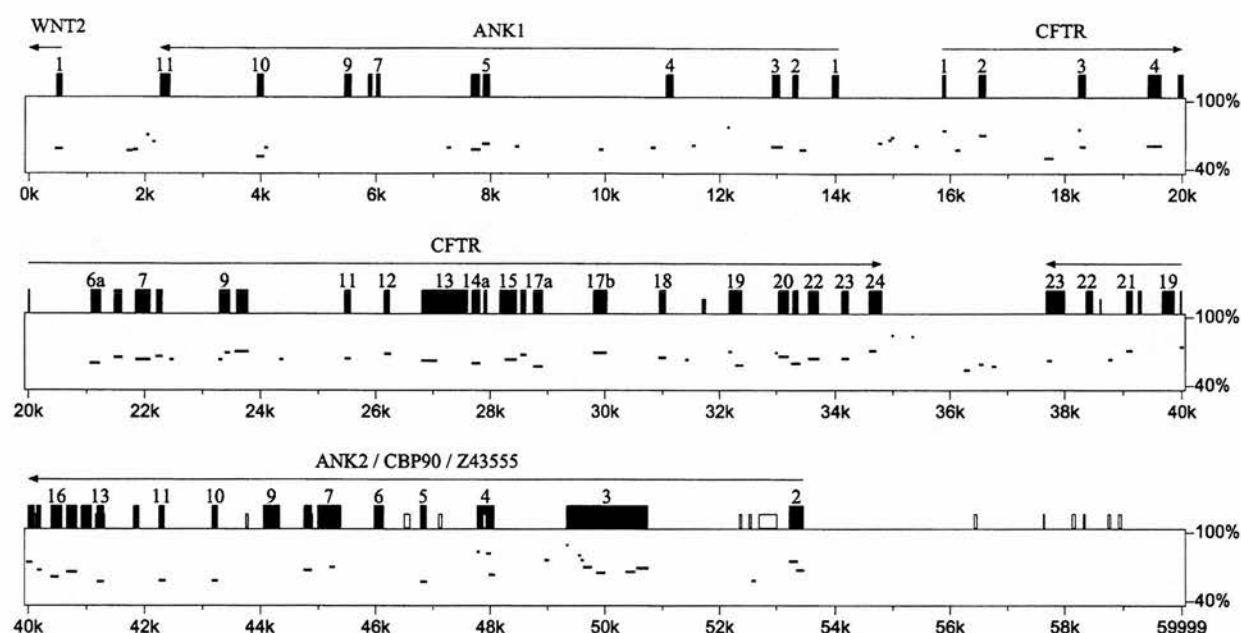 WNT2 ANK1 CFTR
1 11 10 9 7 5 4 3 2 1 1 2 3 4
100%
40%
0k 2k 4k 6k 8k 10k 12k 14k 16k 18k 20k
CFTR
6a 7 9 11 12 13 14a 15 17a 17b 18 19 20 22 23 24 23 22 21 19
100%
40%
20k 22k 24k 26k 28k 30k 32k 34k 36k 38k 40k
ANK2 / CBP90 / Z43555
16 13 11 10 9 7 6 5 4 3 2
100%
40%
40k 42k 44k 46k 48k 50k 52k 54k 56k 58k 59999